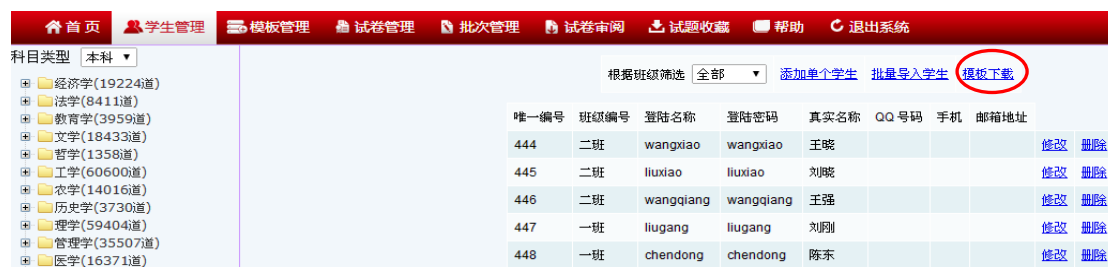 首 页 学生管理 模板管理 试卷管理 批次管理 试卷审阅 试题收藏 帮助 退出系统
科目类型 本科
根据班级筛选 全部 添加单个学生 批量导入学生 模板下载
经济学(19224道)
法学(8411道)
教育学(3959道)
文学(18433道)
哲学(1358道)
工学(60600道)
农学(14016道)
历史学(3730道)
理学(59404道)
管理学(35507道)
医学(16371道)
唯一编号 班级编号 登陆名称 登陆密码 真实名称 QQ 号码 手机 邮箱地址
444 二班 wangxiao wangxiao 王晓 修改 删除
445 二班 liuxiao liuxiao 刘晓 修改 删除
446 二班 wangqiang wangqiang 王强 修改 删除
447 一班 liugang liugang 刘刚 修改 删除
448 一班 chendong chendong 陈东 修改 删除